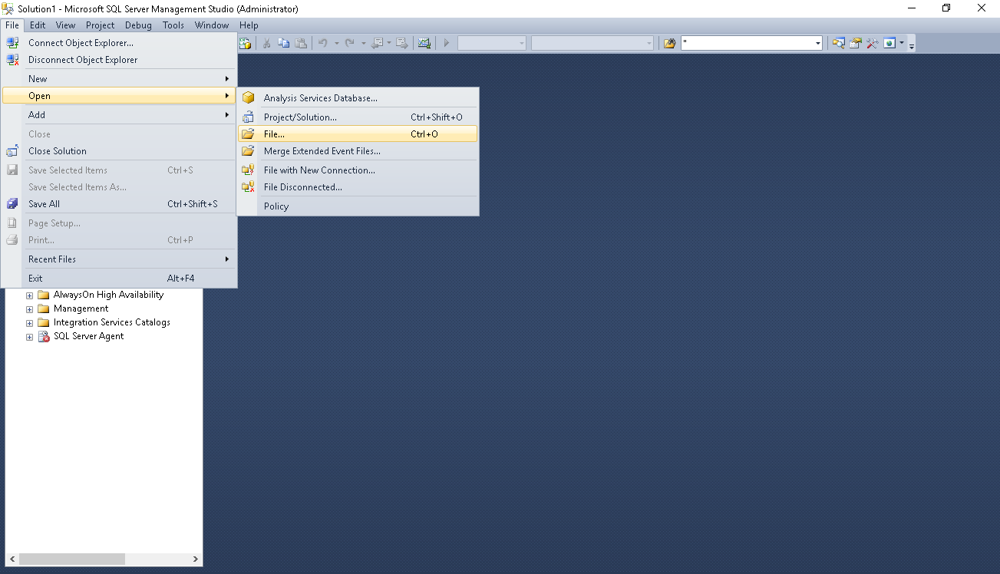 Solution1 - Microsoft SQL Server Management Studio (Administrator)
File Edit View Project Debug Tools Window Help
"
Connect Object Explorer...
Disconnect Object Explorer
New
Open
Add
Close
Close Solution
Save Selected Items Ctrl+S
Save Selected Items As...
Save All Ctrl+Shift+S
Page Setup...
Print... Ctrl+P
Recent Files
Exit Alt+F4
Analysis Services Database...
Project/Solution... Ctrl+Shift+O
File... Ctrl+O
Merge Extended Event Files...
File with New Connection...
File Disconnected...
Policy
AlwaysOn High Availability
Management
Integration Services Catalogs
SQL Server Agent